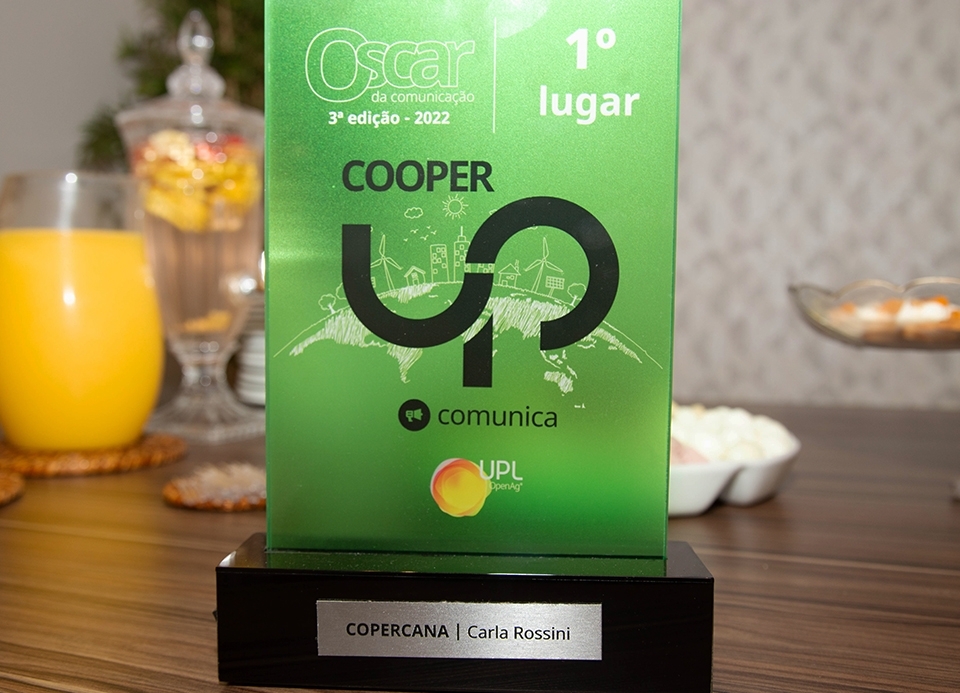 Oscar
da comunicação
3ª edição - 2022
1º
lugar
COOPER
UP
comunica
UPL
OpenAg®
COPERCANA | Carla Rossini